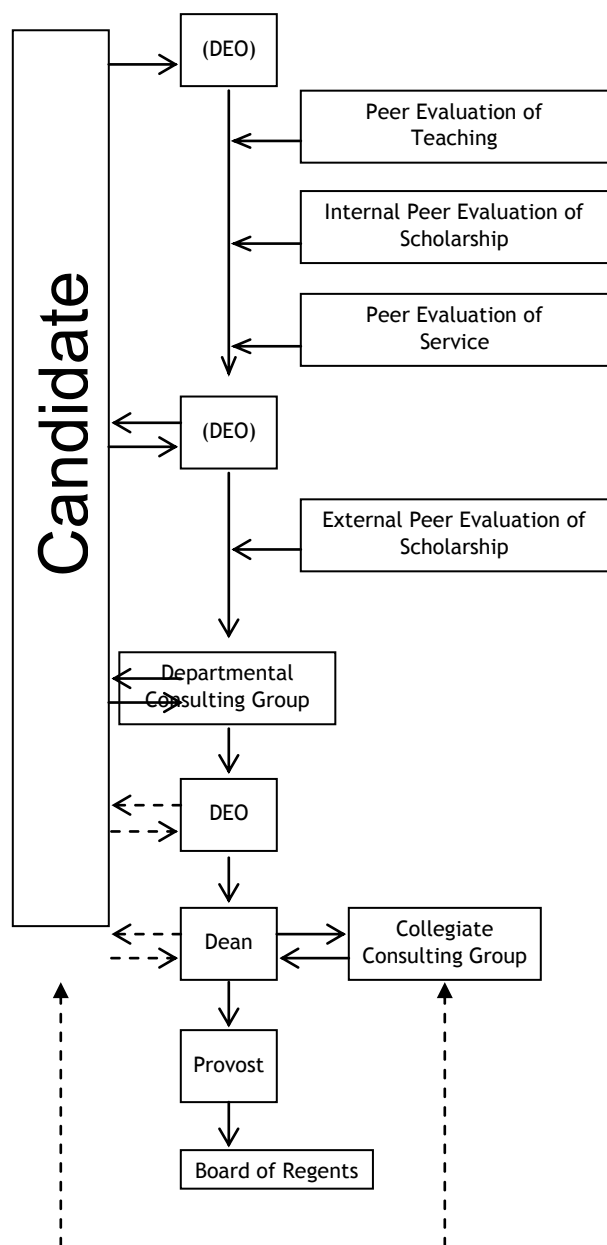 Candidate
(DEO)
Peer Evaluation of
Teaching
Internal Peer Evaluation of
Scholarship
Peer Evaluation of
Service
(DEO)
External Peer Evaluation of
Scholarship
Departmental
Consulting Group
DEO
Dean
Collegiate
Consulting Group
Provost
Board of Regents